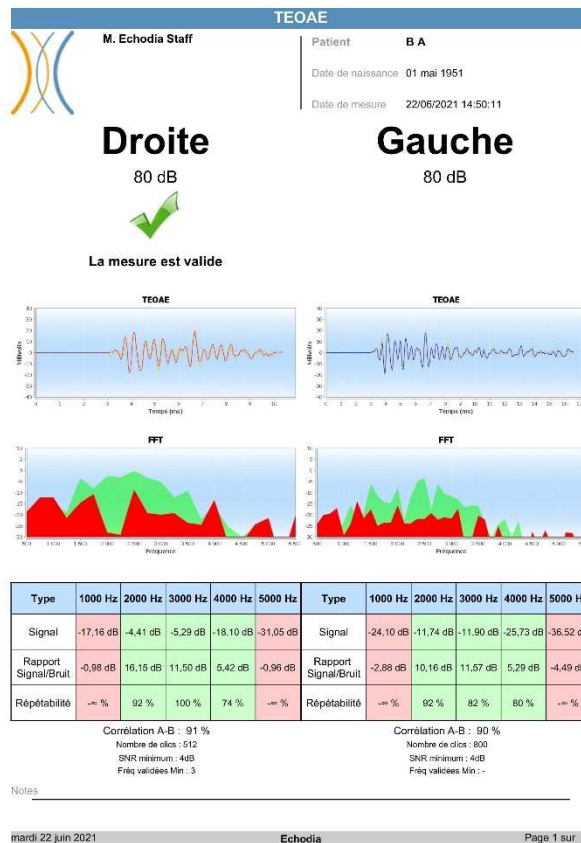 TEOAE
M. Echodia Staff
Patient B A
Date de naissance 01 mai 1951
Date de mesure 22/06/2021 14:50:11
Droite Gauche
80 dB 80 dB
La mesure est valide
TEOAE TEOAE
Millivolts
Temps (ms) Temps (ms)
FFT FFT
Fréquence Fréquence
Type 1000 Hz 2000 Hz 3000 Hz 4000 Hz 5000 Hz Type 1000 Hz 2000 Hz 3000 Hz 4000 Hz 5000 H
Signal -17,16 dB -4,41 dB -5,29 dB -18,10 dB -31,05 dB Signal -24,10 dB -11,74 dB -11,90 dB -25,73 dB -36,52 d
Rapport Signal/Bruit -0,98 dB 16,15 dB 11,50 dB 5,42 dB -0,96 dB Rapport Signal/Bruit -2,88 dB 10,16 dB 11,57 dB 5,29 dB -4,49 d
Répétabilité -∞ % 92 % 100 % 74 % -∞ % Répétabilité -∞ % 92 % 82 % 80 % -∞ %
Corrélation A-B : 91 % Corrélation A-B : 90 %
Nombre de clics : 512 Nombre de clics : 800
SNR minimum : 4dB SNR minimum : 4dB
Fréq validées Min : 3 Fréq validées Min : -
Notes
mardi 22 juin 2021 Echodia Page 1 sur